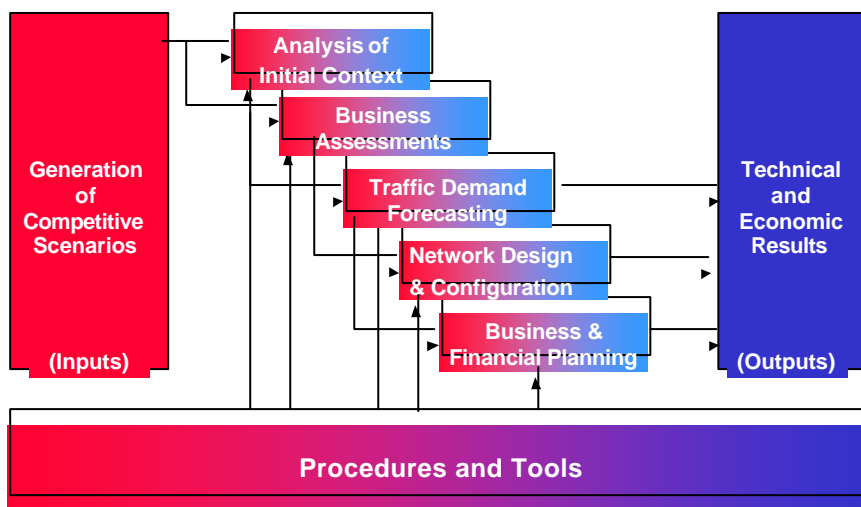 Generation
of
Competitive
Scenarios
(Inputs)
Analysis of
Initial Context
Business
Assessments
Traffic Demand
Forecasting
Network Design
& Configuration
Business &
Financial Planning
Technical
and
Economic
Results
(Outputs)
Procedures and Tools